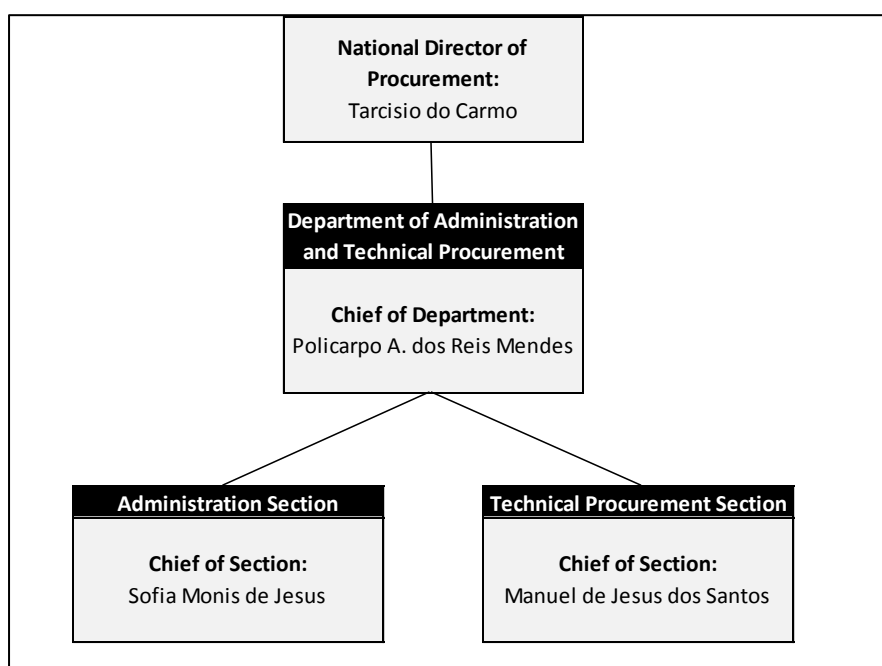 National Director of
Procurement:
Tarcisio do Carmo
Department of Administration
and Technical Procurement
Chief of Department:
Policarpo A. dos Reis Mendes
Administration Section
Chief of Section:
Sofia Monis de Jesus
Technical Procurement Section
Chief of Section:
Manuel de Jesus dos Santos